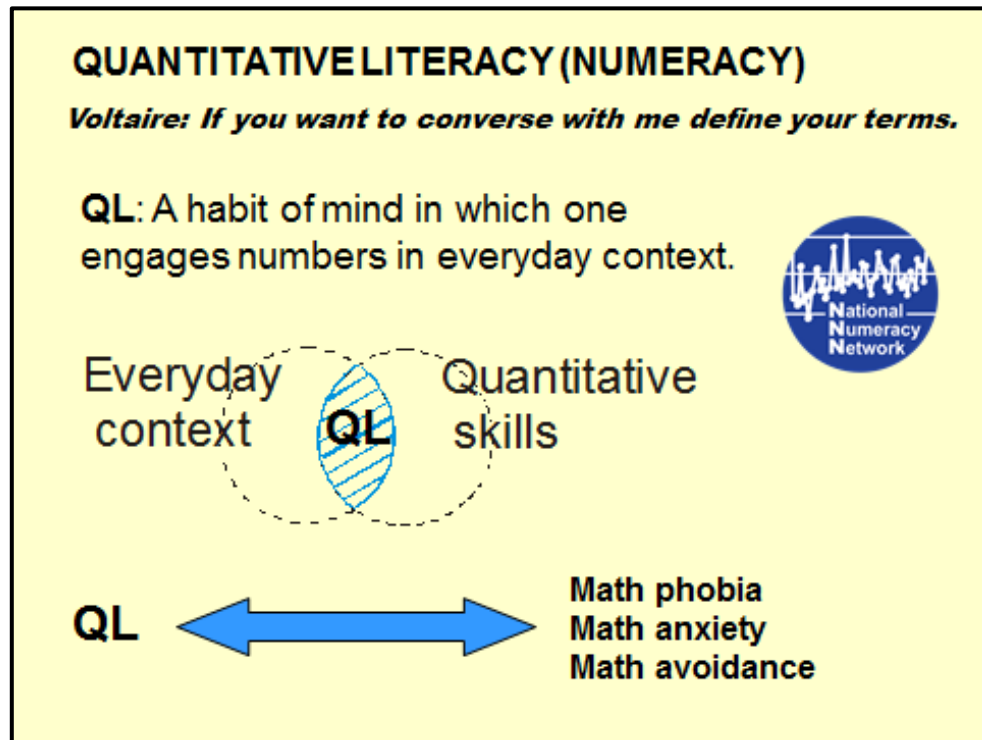 QUANTITATIVE LITERACY (NUMERACY)
Voltaire: If you want to converse with me define your terms.
QL: A habit of mind in which one
engages numbers in everyday context.
National
Numeracy
Network
Everyday
context
QL
Quantitative
skills
QL
Math phobia
Math anxiety
Math avoidance